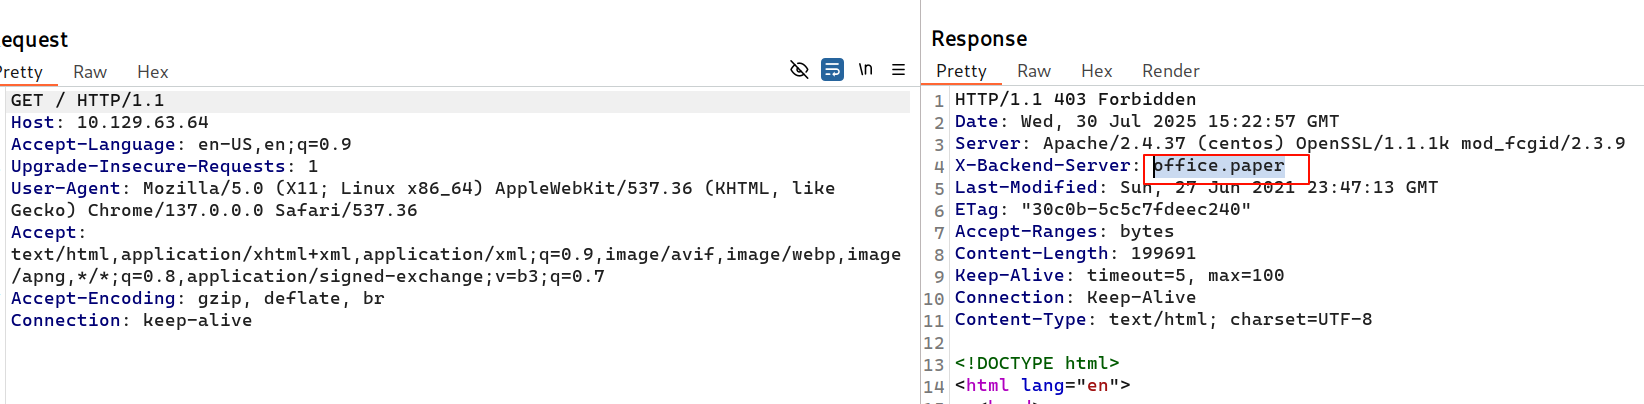 equest
Pretty Raw Hex
\n
GET / HTTP/1.1
Host: 10.129.63.64
Accept-Language: en-US,en;q=0.9
Upgrade-Insecure-Requests: 1
User-Agent: Mozilla/5.0 (X11; Linux x86_64) AppleWebKit/537.36 (KHTML, like
Gecko) Chrome/137.0.0.0 Safari/537.36
Accept:
text/html,application/xhtml+xml,application/xml;q=0.9,image/avif,image/webp,image
/apng,*/*;q=0.8,application/signed-exchange;v=b3;q=0.7
Accept-Encoding: gzip, deflate, br
Connection: keep-alive
Response
Pretty Raw Hex Render
1 HTTP/1.1 403 Forbidden
2 Date: Wed, 30 Jul 2025 15:22:57 GMT
3 Server: Apache/2.4.37 (centos) OpenSSL/1.1.1k mod_fcgid/2.3.9
4 X-Backend-Server: office.paper
5 Last-Modified: Sun, 27 Jun 2021 23:47:13 GMT
6 ETag: "30c0b-5c5c7fdeec240"
7 Accept-Ranges: bytes
8 Content-Length: 199691
9 Keep-Alive: timeout=5, max=100
10 Connection: Keep-Alive
11 Content-Type: text/html; charset=UTF-8
12
13 <!DOCTYPE html>
14 <html lang="en">